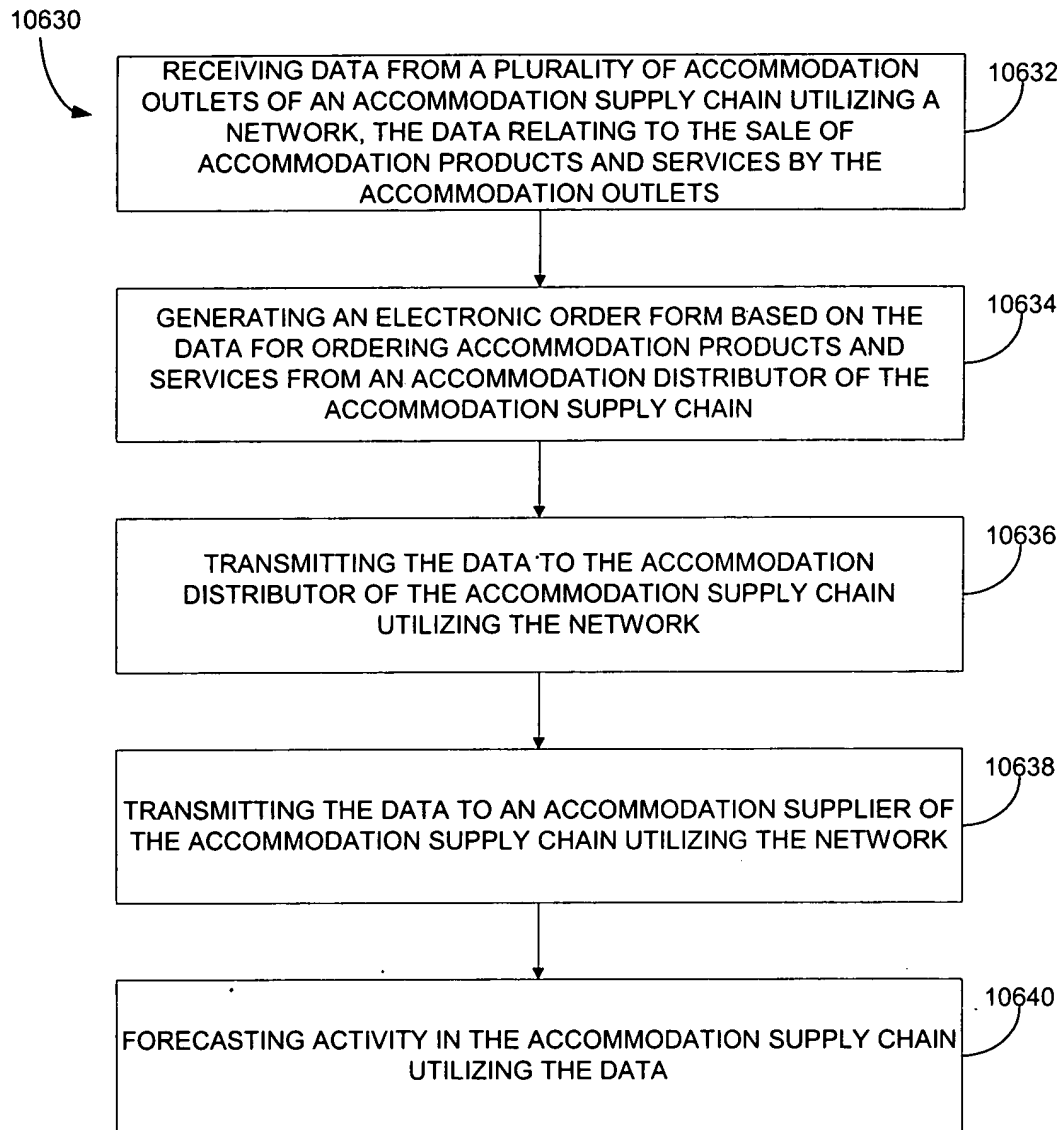 10630
RECEIVING DATA FROM A PLURALITY OF ACCOMMODATION
OUTLETS OF AN ACCOMMODATION SUPPLY CHAIN UTILIZING A
NETWORK, THE DATA RELATING TO THE SALE OF
ACCOMMODATION PRODUCTS AND SERVICES BY THE
ACCOMMODATION OUTLETS
10632
GENERATING AN ELECTRONIC ORDER FORM BASED ON THE
DATA FOR ORDERING ACCOMMODATION PRODUCTS AND
SERVICES FROM AN ACCOMMODATION DISTRIBUTOR OF THE
ACCOMMODATION SUPPLY CHAIN
10634
TRANSMITTING THE DATA TO THE ACCOMMODATION
DISTRIBUTOR OF THE ACCOMMODATION SUPPLY CHAIN
UTILIZING THE NETWORK
10636
TRANSMITTING THE DATA TO AN ACCOMMODATION SUPPLIER OF
THE ACCOMMODATION SUPPLY CHAIN UTILIZING THE NETWORK
10638
FORECASTING ACTIVITY IN THE ACCOMMODATION SUPPLY CHAIN
UTILIZING THE DATA
10640